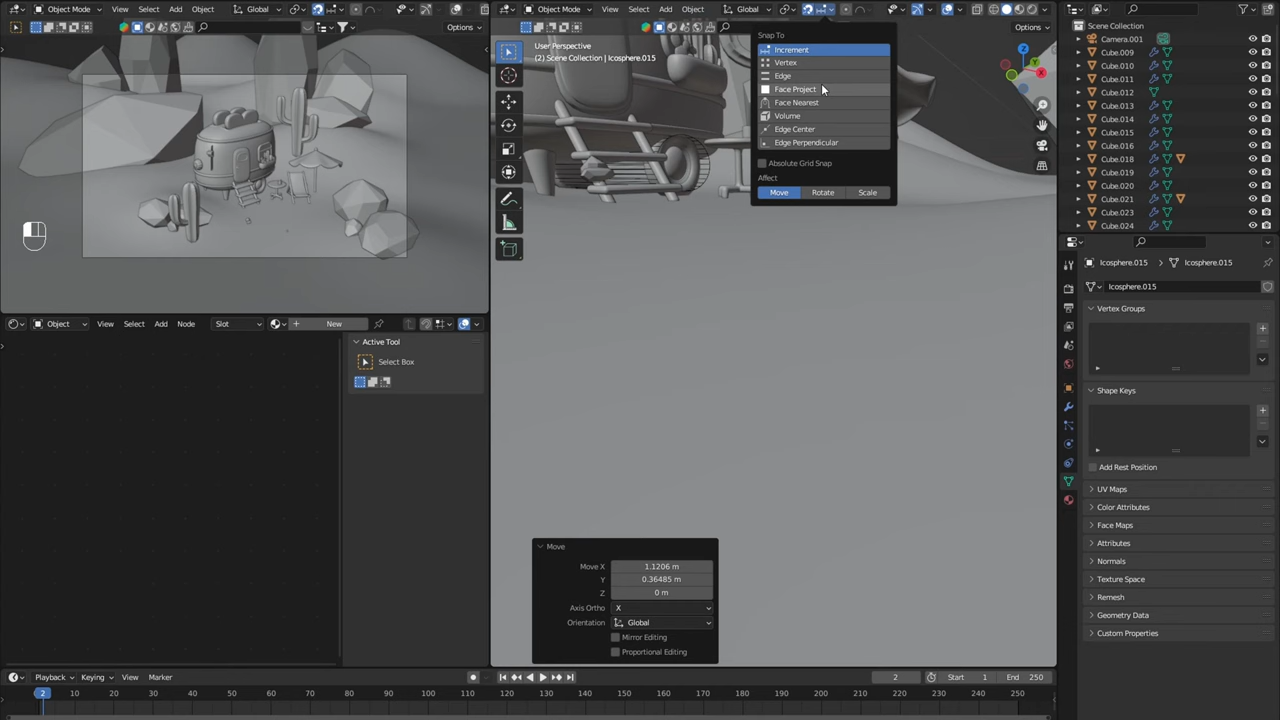 Object Mode
View
Select
Add
Object
Global
Options
Object Mode
View
Select
Add
Object
Global
Options
User Perspective
(2) Scene Collection | Icosphere.015
Z
X
Snap To
Increment
Vertex
Edge
Face Project
Face Nearest
Volume
Edge Center
Edge Perpendicular
Absolute Grid Snap
Affect
Move
Rotate
Scale
Scene Collection
Camera.001
Cube.009
Cube.010
Cube.011
Cube.012
Cube.013
Cube.014
Cube.015
Cube.016
Cube.018
Cube.019
Cube.020
Cube.021
Cube.023
Cube.024
Icosphere.015
Icosphere.015
Icosphere.015
Vertex Groups
Shape Keys
Add Rest Position
UV Maps
Color Attributes
Face Maps
Attributes
Normals
Texture Space
Remesh
Geometry Data
Custom Properties
Object
View
Select
Add
Node
Slot
New
Active Tool
Select Box
Move
Move X
1.1206 m
Y
0.36485 m
Z
0 m
Axis Ortho
X
Orientation
Global
Mirror Editing
Proportional Editing
Playback
Keying
View
Marker
2
Start
1
End
250
2
10
20
30
40
50
60
70
80
90
100
110
120
130
140
150
160
170
180
190
200
210
220
230
240
250